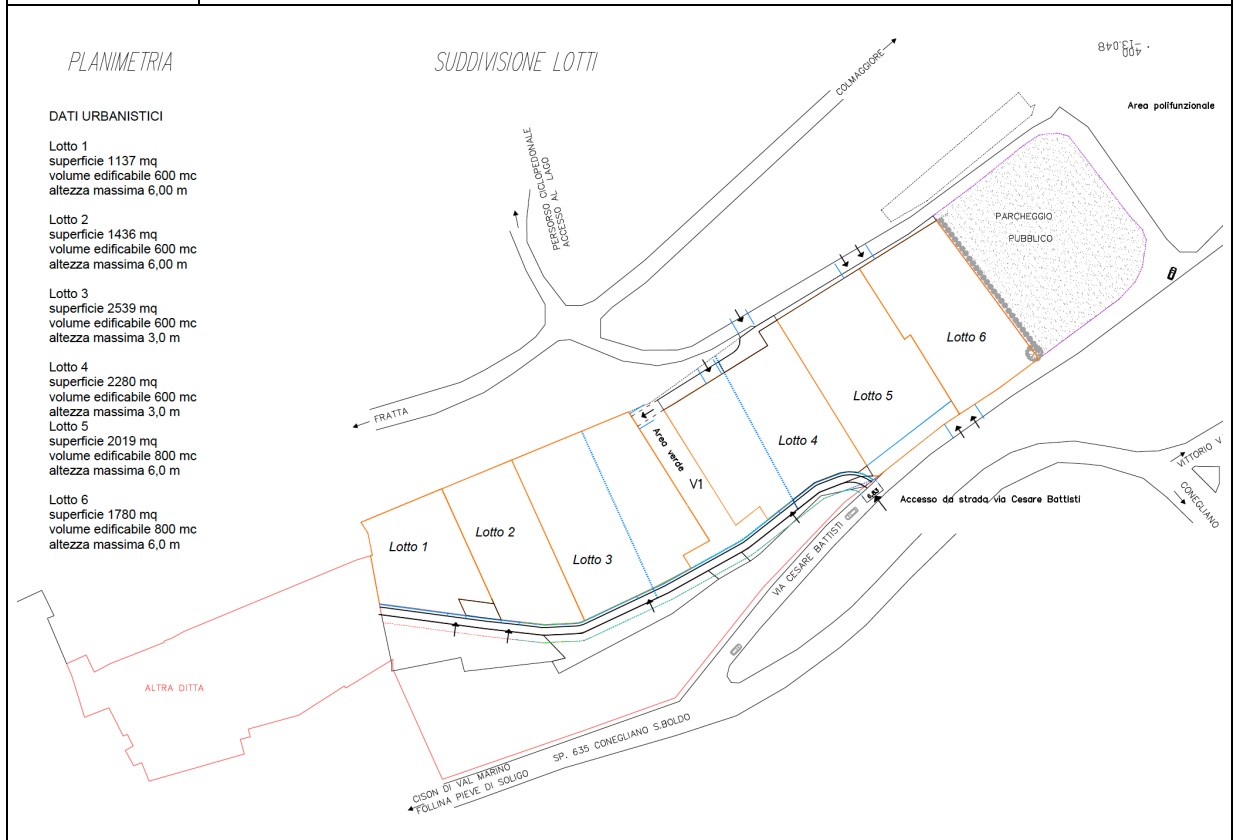 PLANIMETRIA
SUDDIVISIONE LOTTI
DATI URBANISTICI
Lotto 1
superficie 1137 mq
volume edificabile 600 mc
altezza massima 6,00 m
Lotto 2
superficie 1436 mq
volume edificabile 600 mc
altezza massima 6,00 m
Lotto 3
superficie 2539 mq
volume edificabile 600 mc
altezza massima 3,0 m
Lotto 4
superficie 2280 mq
volume edificabile 600 mc
altezza massima 3,0 m
Lotto 5
superficie 2019 mq
volume edificabile 800 mc
altezza massima 6,0 m
Lotto 6
superficie 1780 mq
volume edificabile 800 mc
altezza massima 6,0 m
400
-13.048
Area polifunzionale
COLMAGGIORE
PERSORSO CICLOPEDONALE
ACCESSO AL LAGO
PARCHEGGIO
PUBBLICO
FRATTA
Lotto 6
Lotto 5
Lotto 4
Area verde
V1
Lotto 3
Lotto 2
Lotto 1
Accesso da strada via Cesare Battisti
VIA CESARE BATTISTI
VITTORIO V
CONEGLIANO
ALTRA DITTA
SP. 635 CONEGLIANO S.BOLDO
CISON DI VAL MARINO
FOLLINA PIEVE DI SOLIGO